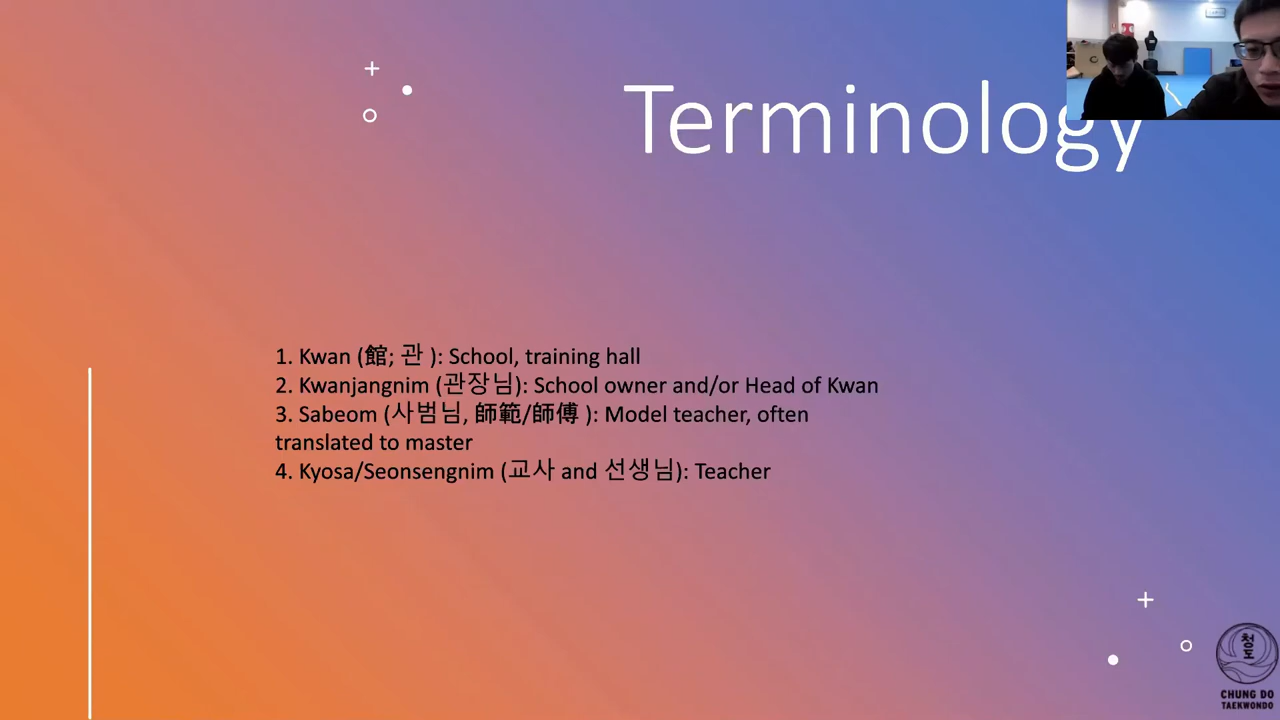 Terminology
1. Kwan (館; 관 ): School, training hall
2. Kwanjangnim (관장님): School owner and/or Head of Kwan
3. Sabeom (사범님, 師範/師傅 ): Model teacher, often
translated to master
4. Kyosa/Seonsengnim (교사 and 선생님): Teacher
청도
CHUNG DO
TAEKWONDO